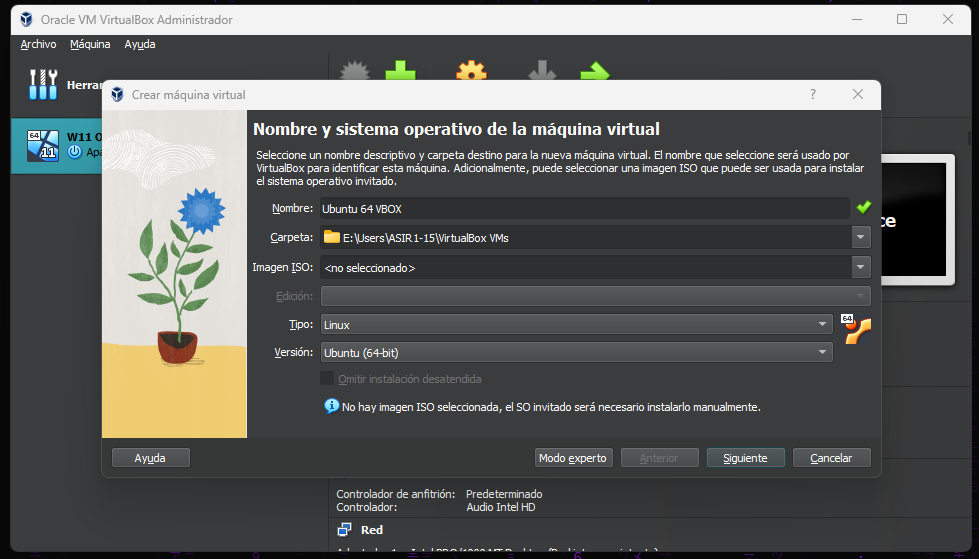 Oracle VM VirtualBox Administrador
Archivo Máquina Ayuda
64
11
W11 O
Crear máquina virtual
?
Nombre y sistema operativo de la máquina virtual
Seleccione un nombre descriptivo y carpeta destino para la nueva máquina virtual. El nombre que seleccione será usado por
VirtualBox para identificar esta máquina. Adicionalmente, puede seleccionar una imagen ISO que puede ser usada para instalar
el sistema operativo invitado.
Nombre: Ubuntu 64 VBOX
Carpeta: E:\Users\ASIR1-15\VirtualBox VMs
Imagen ISO: <no seleccionado>
Edición:
Tipo: Linux
64
Versión: Ubuntu (64-bit)
Omitir instalación desatendida
No hay imagen ISO seleccionada, el SO invitado será necesario instalarlo manualmente.
Ayuda Modo experto Anterior Siguiente Cancelar
Controlador de anfitrión: Predeterminado
Controlador: Audio Intel HD
Red